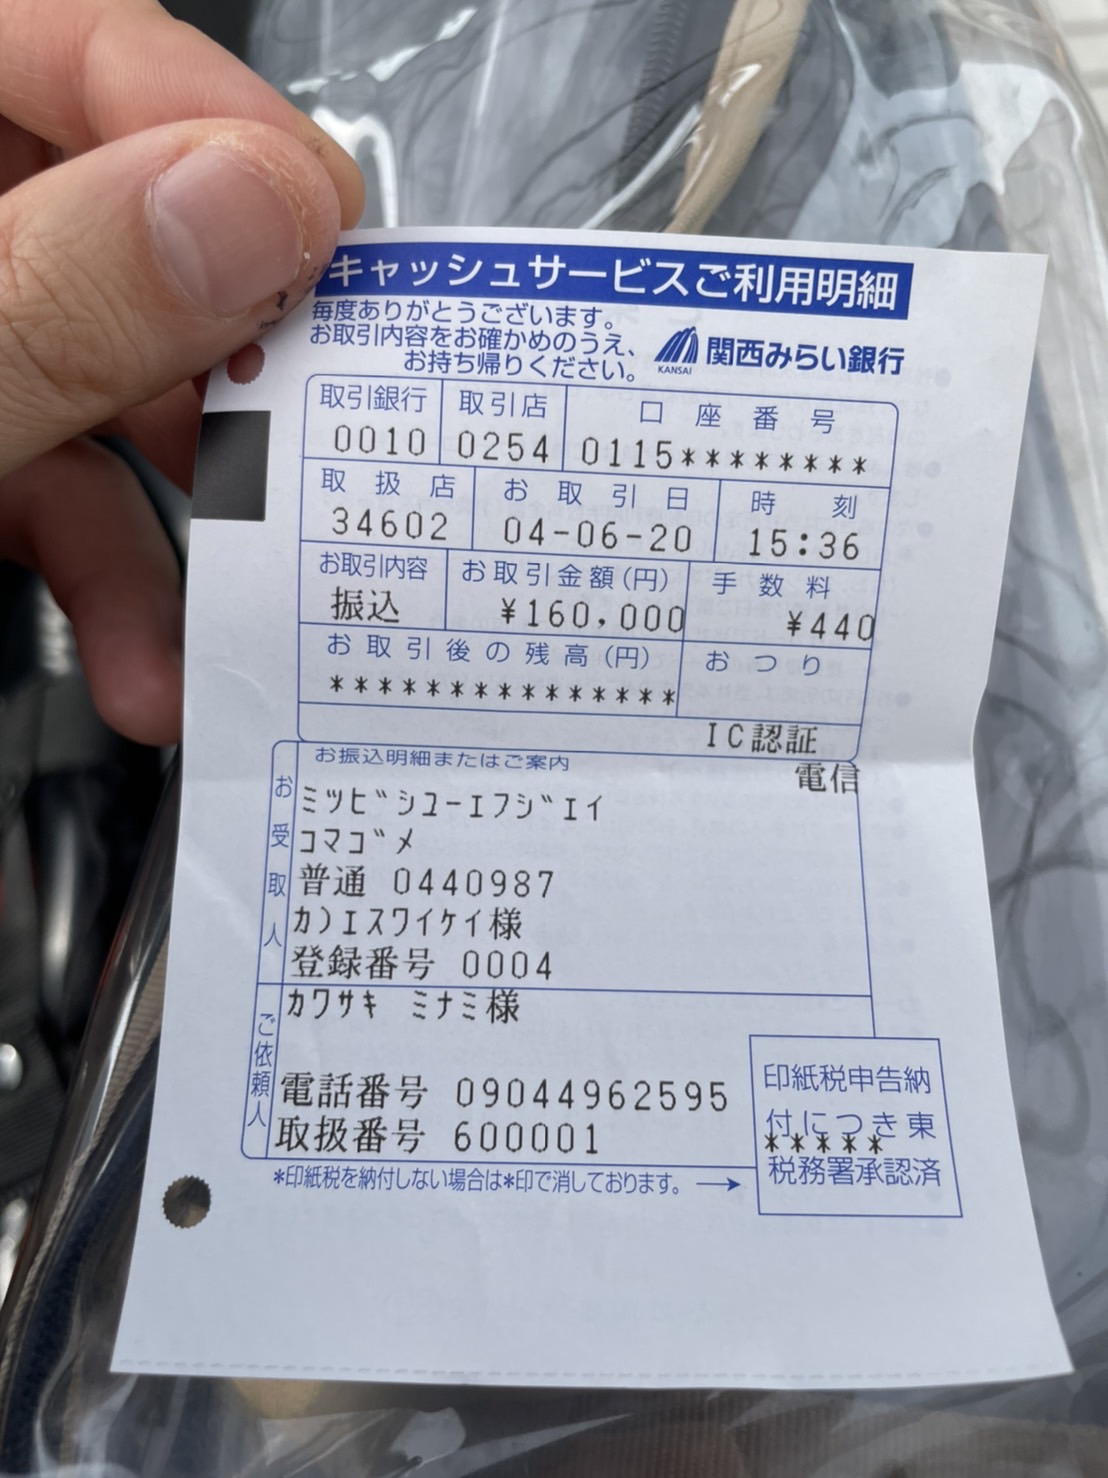 キャッシュサービスご利用明細
毎度ありがとうございます。
お取引内容をお確かめのうえ、
お持ち帰りください。
KANSAI
関西みらい銀行
取引銀行 取引店 口座番号
0010 0254 0115********
取扱店 お取引日 時刻
34602 04-06-20 15:36
お取引内容 お取引金額(円) 手数料
振込 ¥160,000 ¥440
お取引後の残高(円) おつり
***************
IC認証
お振込明細またはご案内
電信
お受取人
ミツビシユーエフジエイ
コマゴメ
普通 0440987
カ)エスワイケイ様
登録番号 0004
ご依頼人
カワサキ ミナミ様
電話番号 09044962595
取扱番号 600001
印紙税申告納
付につき東
*****
税務署承認済
*印紙税を納付しない場合は*印で消しております。→